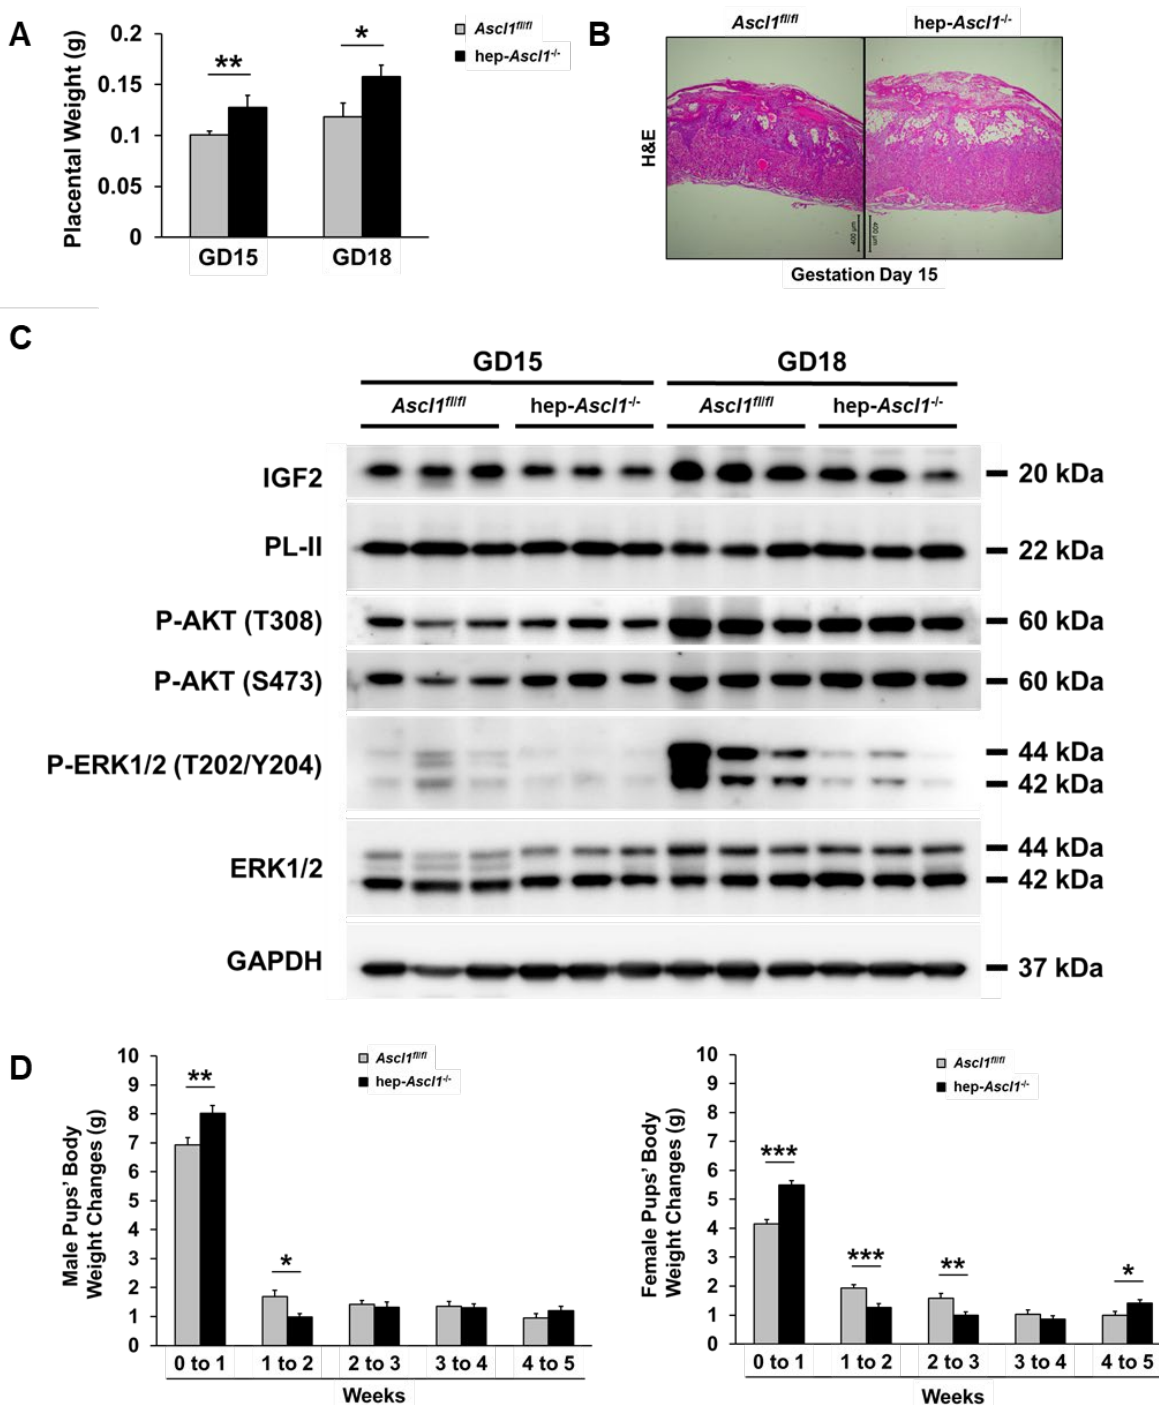 A
Placental Weight (g)
0.2
0.15
0.1
0.05
0
**
*
GD15
GD18
Ascl1fl/fl
hep-Ascl1-/-
B
Ascl1fl/fl
hep-Ascl1-/-
H&E
400 µm
400 µm
Gestation Day 15
C
GD15
GD18
Ascl1fl/fl
hep-Ascl1-/-
Ascl1fl/fl
hep-Ascl1-/-
IGF2
20 kDa
PL-II
22 kDa
P-AKT (T308)
60 kDa
P-AKT (S473)
60 kDa
P-ERK1/2 (T202/Y204)
44 kDa
42 kDa
ERK1/2
44 kDa
42 kDa
GAPDH
37 kDa
D
Male Pups' Body
Weight Changes (g)
10
9
8
7
6
5
4
3
2
1
0
**
*
Ascl1fl/fl
hep-Ascl1-/-
0 to 1
1 to 2
2 to 3
3 to 4
4 to 5
Weeks
Female Pups' Body
Weight Changes (g)
10
9
8
7
6
5
4
3
2
1
0
***
***
**
*
Ascl1fl/fl
hep-Ascl1-/-
0 to 1
1 to 2
2 to 3
3 to 4
4 to 5
Weeks